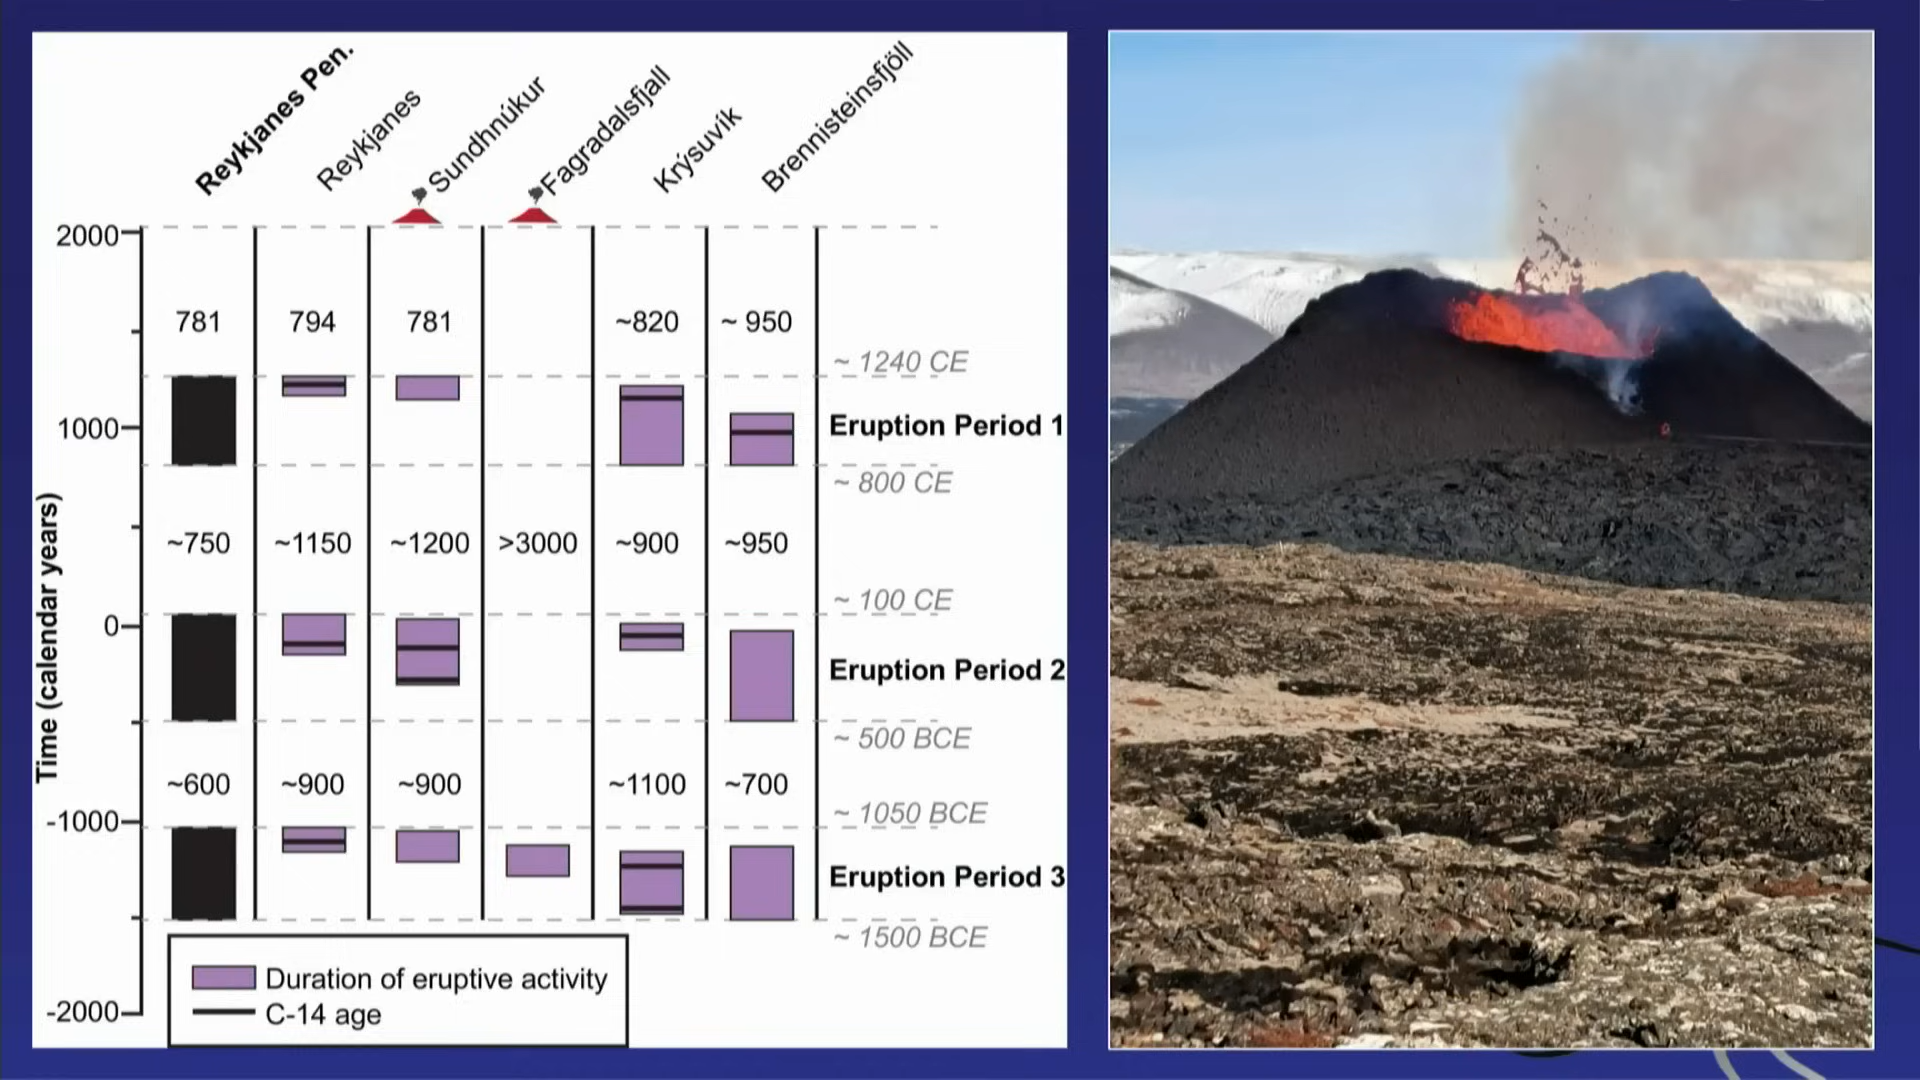 Reykjanes Pen.
Reykjanes
Sundhnúkur
Fagradalsfjall
Krýsuvík
Brennisteinsfjöll
Time (calendar years)
2000
781
794
781
~820
~ 950
~ 1240 CE
1000
Eruption Period 1
~ 800 CE
~750
~1150
~1200
>3000
~900
~950
~ 100 CE
0
Eruption Period 2
~ 500 BCE
~600
~900
~900
~1100
~700
~ 1050 BCE
-1000
Eruption Period 3
~ 1500 BCE
Duration of eruptive activity
C-14 age
-2000